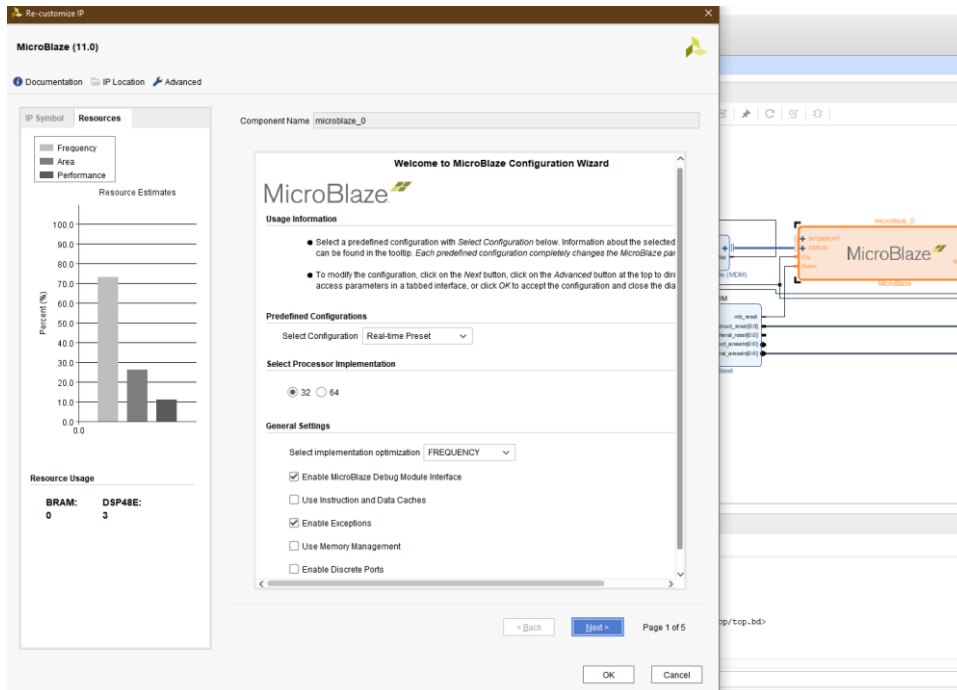 Re-customize IP
MicroBlaze (11.0)
Documentation IP Location Advanced
IP Symbol Resources
Frequency
Area
Performance
Resource Estimates
100.0
90.0
80.0
70.0
60.0
50.0
40.0
30.0
20.0
10.0
0.0
0.0
Percent (%)
Resource Usage
BRAM: DSP48E:
0 3
Component Name microblaze_0
Welcome to MicroBlaze Configuration Wizard
MicroBlaze
Usage Information
Select a predefined configuration with Select Configuration below. Information about the selected
can be found in the tooltip. Each predefined configuration completely changes the MicroBlaze par
To modify the configuration, click on the Next button, click on the Advanced button at the top to dire
access parameters in a tabbed interface, or click OK to accept the configuration and close the dia
Predefined Configurations
Select Configuration Real-time Preset
Select Processor Implementation
32 64
General Settings
Select implementation optimization FREQUENCY
Enable MicroBlaze Debug Module Interface
Use Instruction and Data Caches
Enable Exceptions
Use Memory Management
Enable Discrete Ports
< Back Next > Page 1 of 5
OK Cancel
microblaze_0
INTERRUPT
DEBUG
Clk
Reset
MicroBlaze
MicroBlaze
(MDM)
mb_reset
op/top.bd>